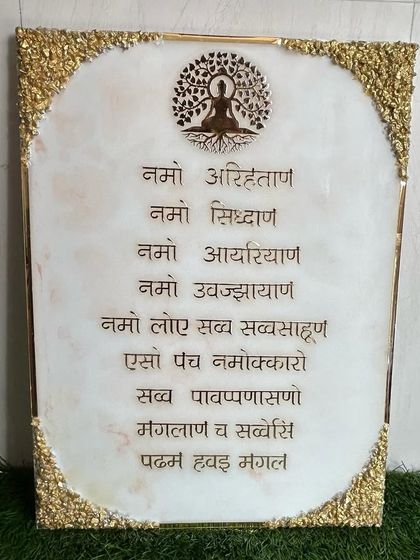 नमो अरिहताण
नमो सिध्दाण
नमो आयरियाण
नमो उवज्झायाण
नमो लोए सव्व सव्वसाहूण
एसो पंच नमोक्कारो
सव्व पावप्पणासणो
मगलाण च सव्वेसि
पढम हवइ मगल